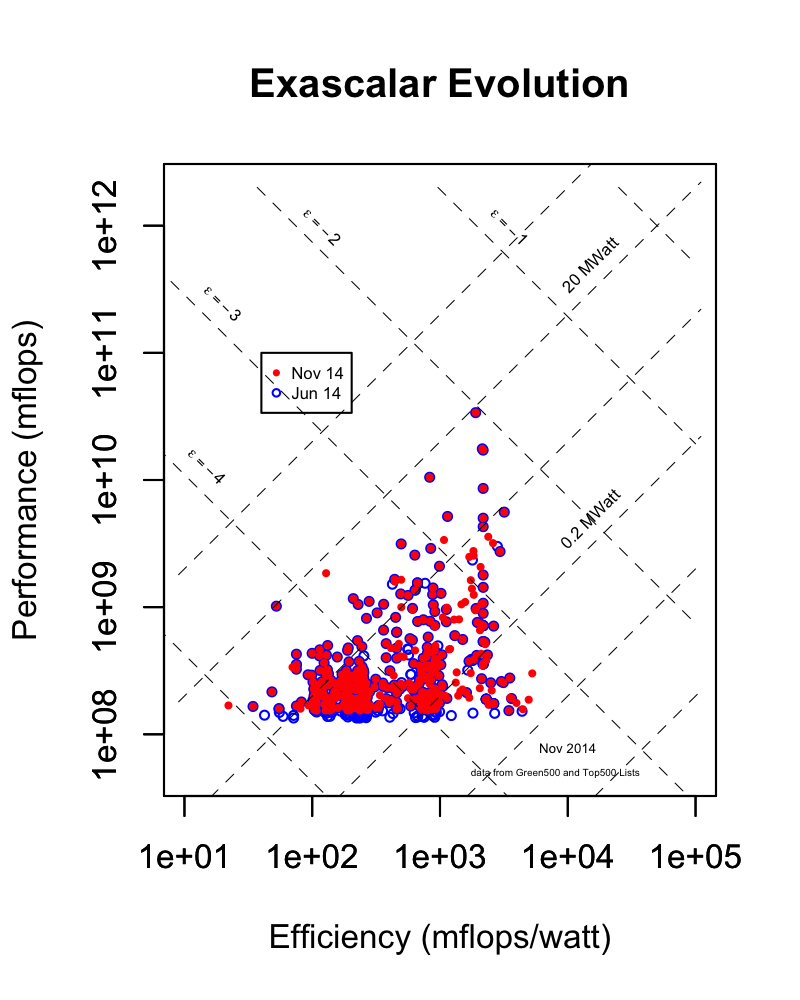 Exascalar Evolution
Performance (mflops)
1e+12
1e+11
1e+10
1e+09
1e+08
ε = −2
ε = −1
20 MWatt
ε = −3
Nov 14
Jun 14
ε = −4
0.2 MWatt
Nov 2014
data from Green500 and Top500 Lists
1e+01 1e+02 1e+03 1e+04 1e+05
Efficiency (mflops/watt)